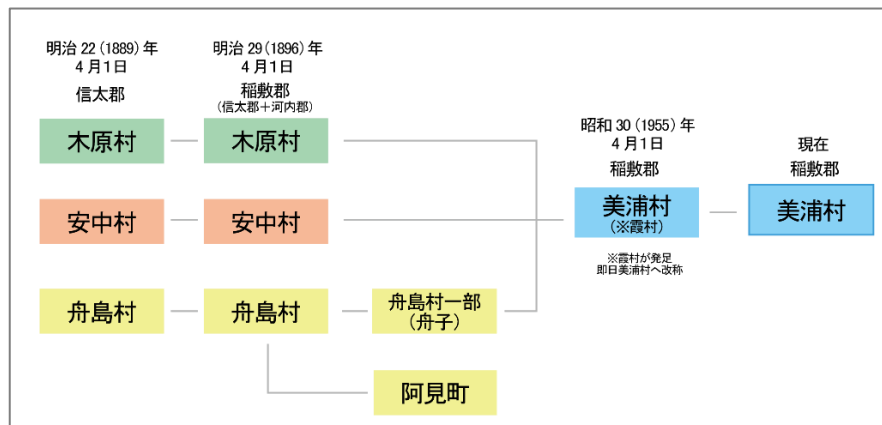 明治22(1889)年
4月1日
信太郡
木原村
安中村
舟島村
明治29(1896)年
4月1日
稲敷郡
(信太郡+河内郡)
木原村
安中村
舟島村
舟島村一部
(舟子)
阿見町
昭和30(1955)年
4月1日
稲敷郡
美浦村
(※霞村)
※霞村が発足
即日美浦村へ改称
現在
稲敷郡
美浦村